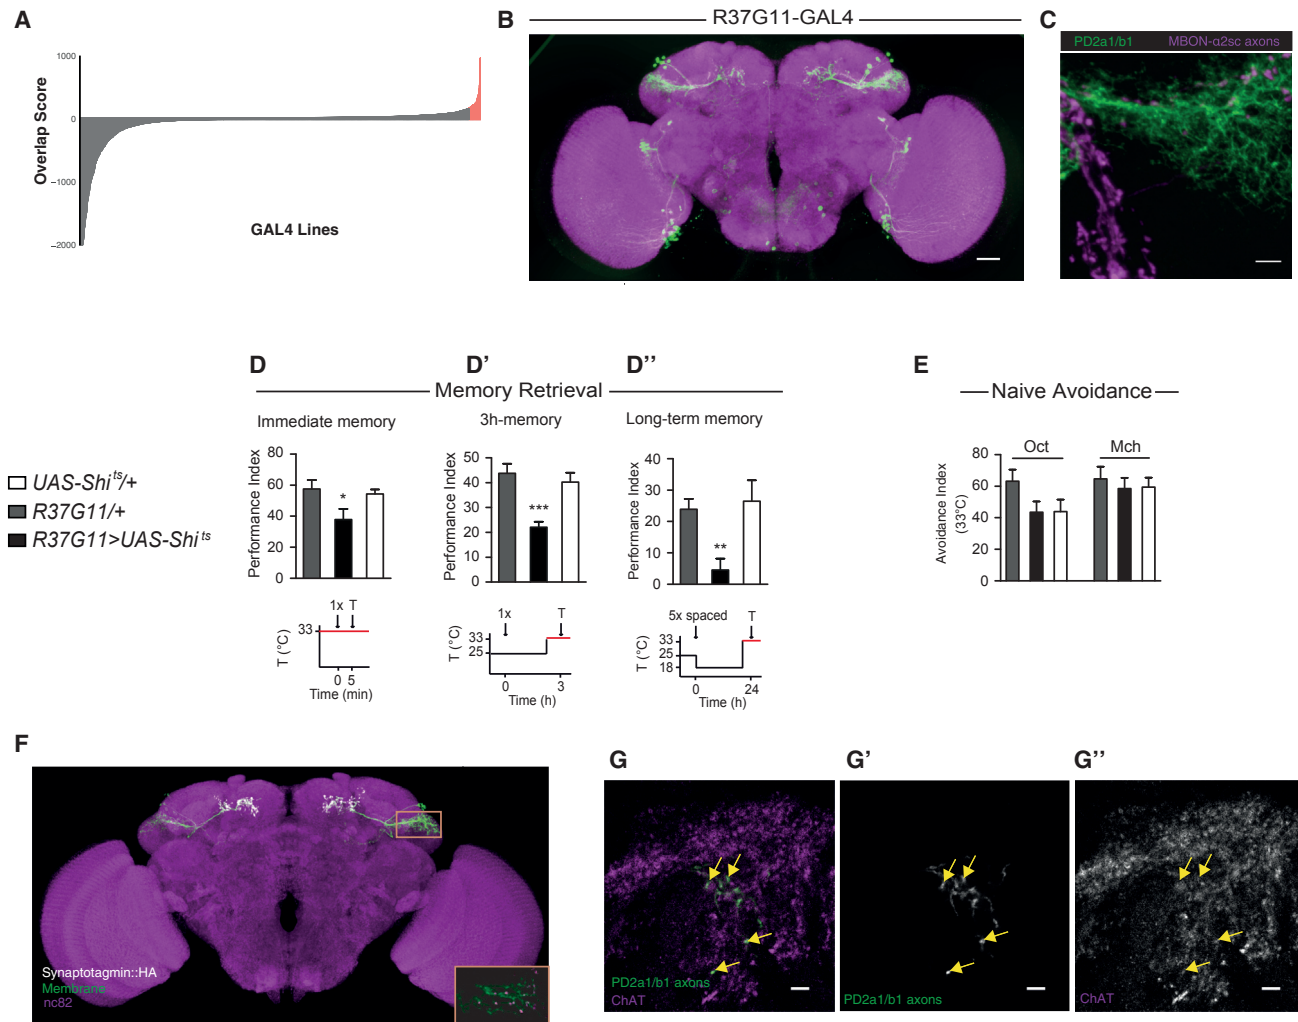 A
B
R37G11-GAL4
C
1000
0
−1000
−2000
Overlap Score
GAL4 Lines
PD2a1/b1 MBON-α2sc axons
D
D'
D''
E
Memory Retrieval
Naive Avoidance
Immediate memory
3h-memory
Long-term memory
UAS-Shi^ts/+
R37G11/+
R37G11>UAS-Shi^ts
Performance Index
80
60
40
20
0
*
Performance Index
50
40
30
20
10
0
***
Performance Index
40
30
20
10
0
**
Avoidance Index
(33°C)
80
60
40
20
0
Oct
Mch
1x T
33
T (°C)
0 5
Time (min)
1x
T
33
25
T (°C)
0
3
Time (h)
5x spaced
T
33
25
18
T (°C)
0
24
Time (h)
F
Synaptotagmin::HA
Membrane
nc82
G
PD2a1/b1 axons
ChAT
G'
PD2a1/b1 axons
G''
ChAT